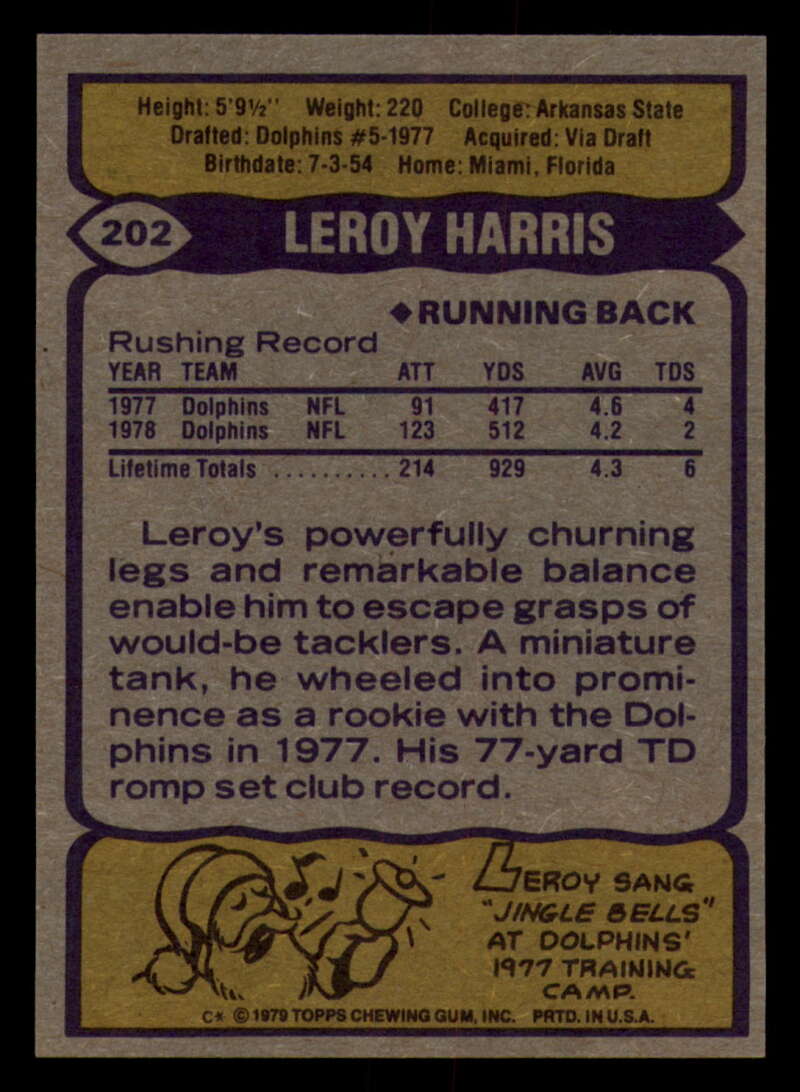 Height: 5'9½" Weight: 220 College: Arkansas State
Drafted: Dolphins #5-1977 Acquired: Via Draft
Birthdate: 7-3-54 Home: Miami, Florida
202 LEROY HARRIS
◆RUNNING BACK
Rushing Record
YEAR TEAM ATT YDS AVG TDS
1977 Dolphins NFL 91 417 4.6 4
1978 Dolphins NFL 123 512 4.2 2
Lifetime Totals .......... 214 929 4.3 6
Leroy's powerfully churning
legs and remarkable balance
enable him to escape grasps of
would-be tacklers. A miniature
tank, he wheeled into promi-
nence as a rookie with the Dol-
phins in 1977. His 77-yard TD
romp set club record.
LEROY SANG
"JINGLE BELLS"
AT DOLPHINS'
1977 TRAINING
CAMP.
C* © 1979 TOPPS CHEWING GUM, INC. PRTD. IN U.S.A.